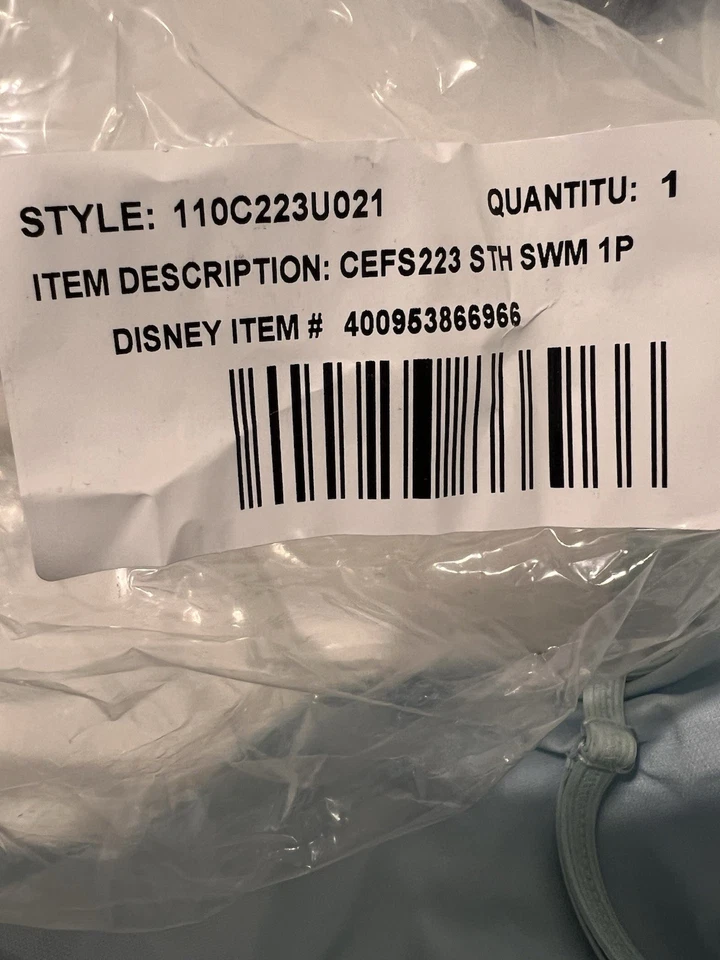 STYLE: 110C223U021 QUANTITU: 1
ITEM DESCRIPTION: CEFS223 STH SWM 1P
DISNEY ITEM # 400953866966